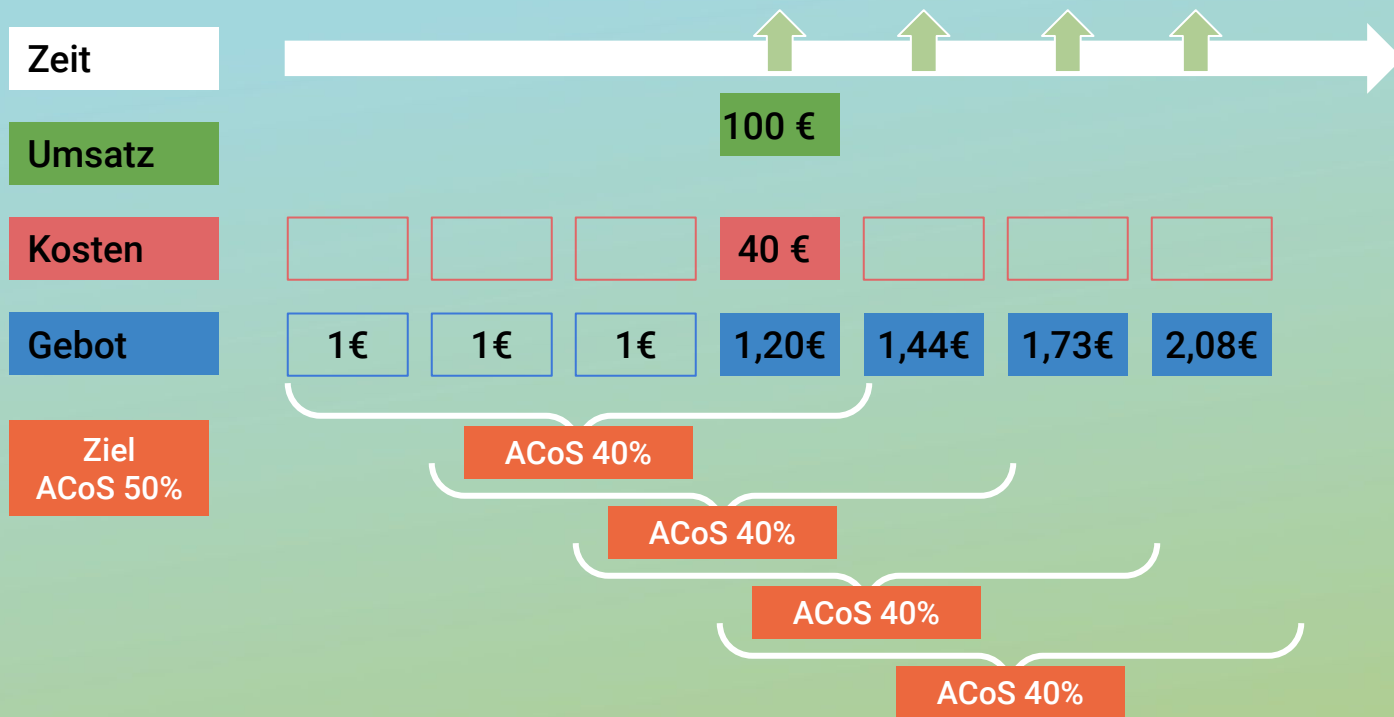 Zeit
Umsatz
100 €
Kosten
40 €
Gebot
1€
1€
1€
1,20€
1,44€
1,73€
2,08€
Ziel
ACoS 50%
ACoS 40%
ACoS 40%
ACoS 40%
ACoS 40%